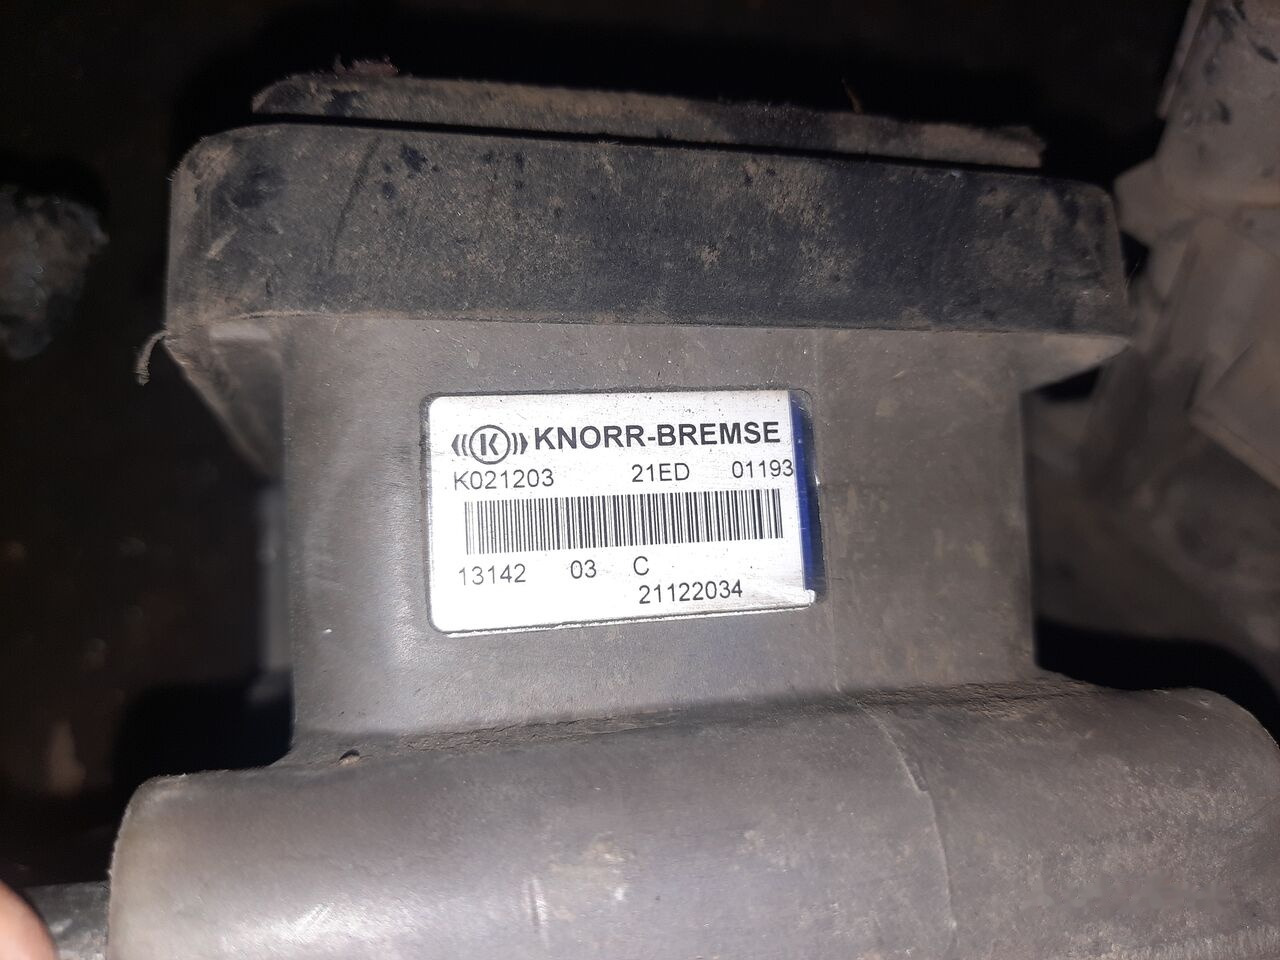 K KNORR-BREMSE
K021203 21ED 01193
13142 03 C
21122034